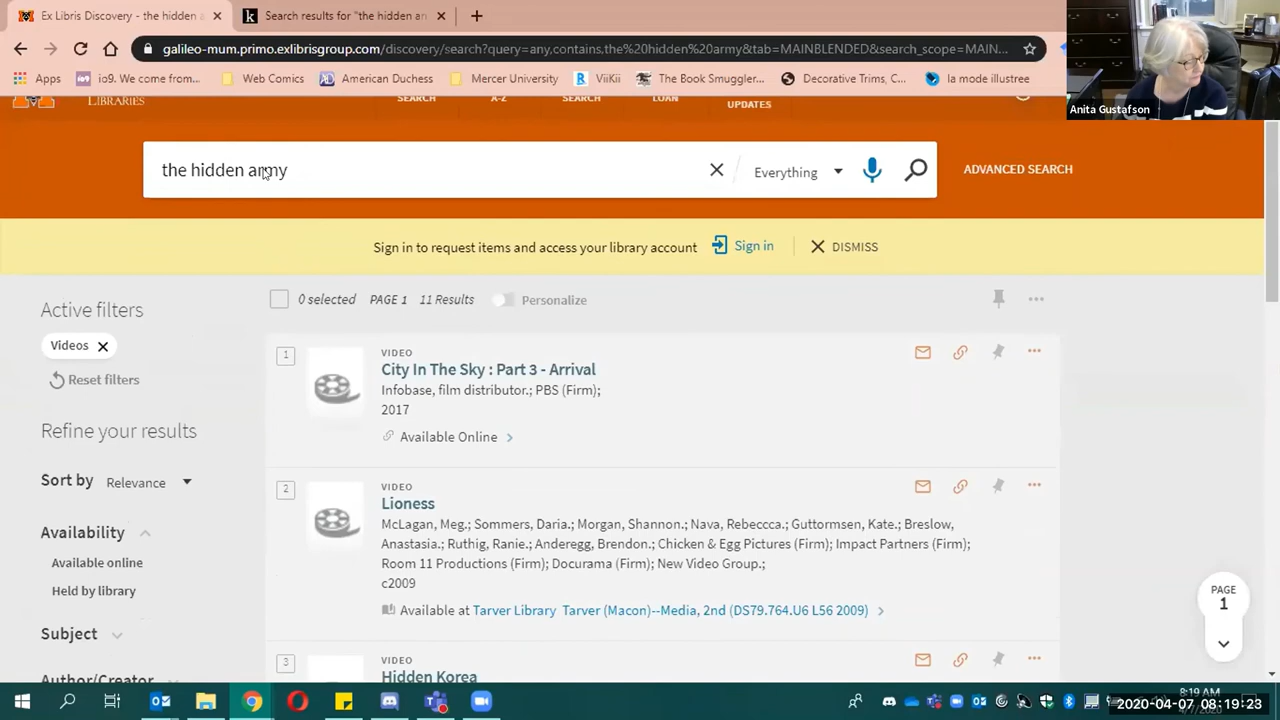 Ex Libris Discovery - the hidden a
Search results for "the hidden ar
galileo-mum.primo.exlibrisgroup.com/discovery/search?query=any,contains,the%20hidden%20army&tab=MAINBLENDED&search_scope=MAIN...
Apps
io9. We come from...
Web Comics
American Duchess
Mercer University
ViiKii
The Book Smuggler...
Decorative Trims, C...
la mode illustree
Anita Gustafson
LIBRARIES
SEARCH
A-Z
SEARCH
LOAN
UPDATES
the hidden army
Everything
ADVANCED SEARCH
Sign in to request items and access your library account
Sign in
DISMISS
Active filters
Videos
Reset filters
Refine your results
Sort by Relevance
Availability
Available online
Held by library
Subject
Author/Creator
0 selected PAGE 1 11 Results
Personalize
1
VIDEO
City In The Sky : Part 3 - Arrival
Infobase, film distributor.; PBS (Firm);
2017
Available Online
2
VIDEO
Lioness
McLagan, Meg.; Sommers, Daria.; Morgan, Shannon.; Nava, Rebeccca.; Guttormsen, Kate.; Breslow,
Anastasia.; Ruthig, Ranie.; Anderegg, Brendon.; Chicken & Egg Pictures (Firm); Impact Partners (Firm);
Room 11 Productions (Firm); Docurama (Firm); New Video Group.;
c2009
Available at Tarver Library Tarver (Macon)--Media, 2nd (DS79.764.U6 L56 2009)
3
VIDEO
Hidden Korea
PAGE
1
8:19 AM
2020-04-07 08:19:23